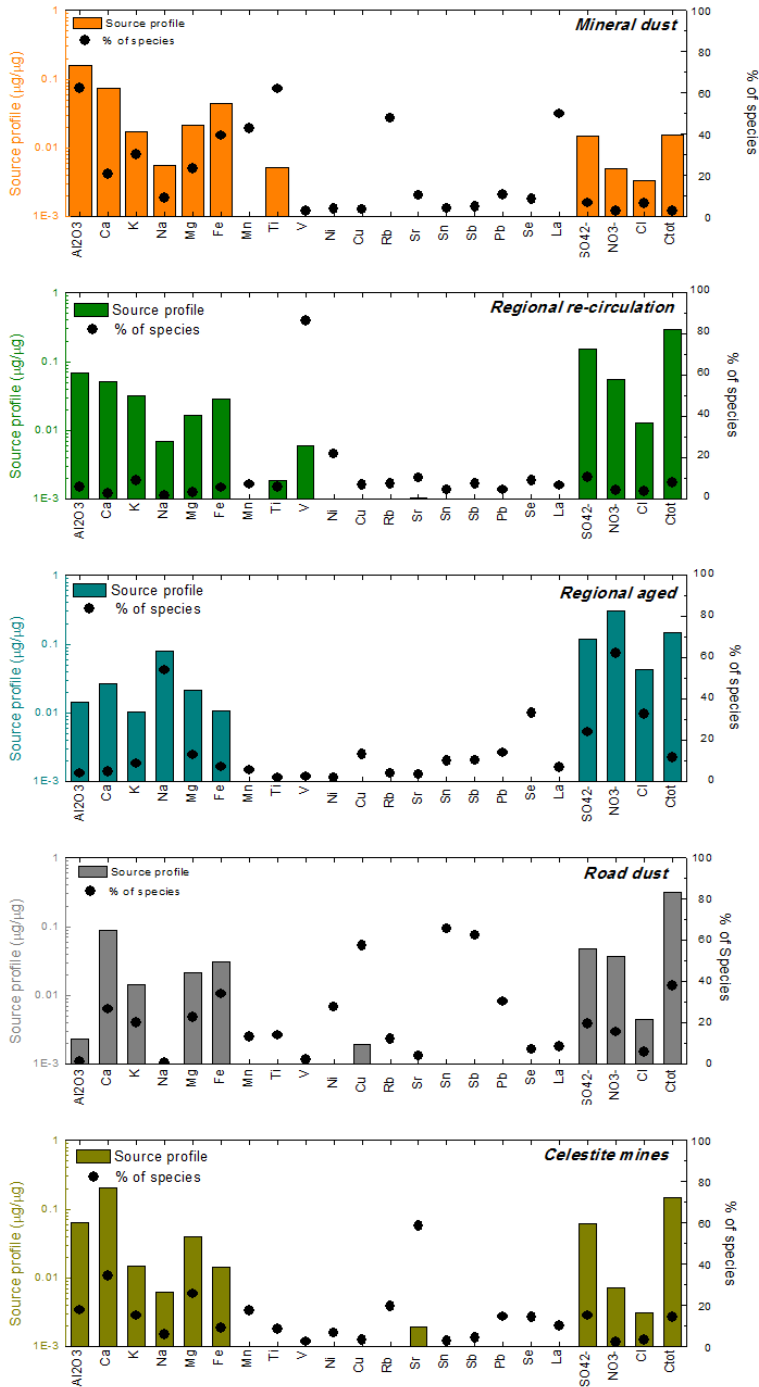 Mineral dust
Source profile
% of species
Source profile (µg/µg)
1
0.1
0.01
1E-3
100
80
60
40
20
0
% of species
Al2O3 Ca K Na Mg Fe Mn Ti V Ni Cu Rb Sr Sn Sb Pb Se La SO42- NO3- Cl Ctot
Regional re-circulation
Source profile
% of species
Source profile (µg/µg)
1
0.1
0.01
1E-3
100
80
60
40
20
0
% of species
Al2O3 Ca K Na Mg Fe Mn Ti V Ni Cu Rb Sr Sn Sb Pb Se La SO42- NO3- Cl Ctot
Regional aged
Source profile
% of species
Source profile (µg/µg)
1
0.1
0.01
1E-3
100
80
60
40
20
0
% of species
Al2O3 Ca K Na Mg Fe Mn Ti V Ni Cu Rb Sr Sn Sb Pb Se La SO42- NO3- Cl Ctot
Road dust
Source profile
% of species
Source profile (µg/µg)
1
0.1
0.01
1E-3
100
80
60
40
20
0
% of Species
Al2O3 Ca K Na Mg Fe Mn Ti V Ni Cu Rb Sr Sn Sb Pb Se La SO42- NO3- Cl Ctot
Celestite mines
Source profile
% of species
Source profile (µg/µg)
1
0.1
0.01
1E-3
100
80
60
40
20
0
% of species
Al2O3 Ca K Na Mg Fe Mn Ti V Ni Cu Rb Sr Sn Sb Pb Se La SO42- NO3- Cl Ctot